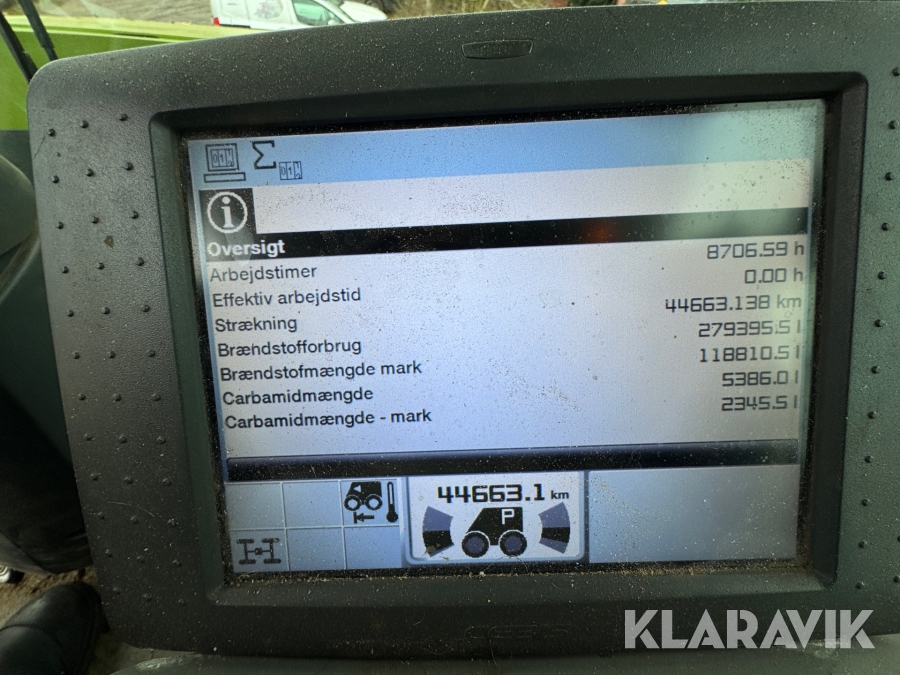 Oversigt
Arbejdstimer 8706.59 h
Effektiv arbejdstid 0.00 h
Strækning 44663.138 km
Brændstofforbrug 279395.5 l
Brændstofmængde mark 118810.5 l
Carbamidmængde 5386.0 l
Carbamidmængde - mark 2345.5 l
44663.1 km
P
KLARAVIK